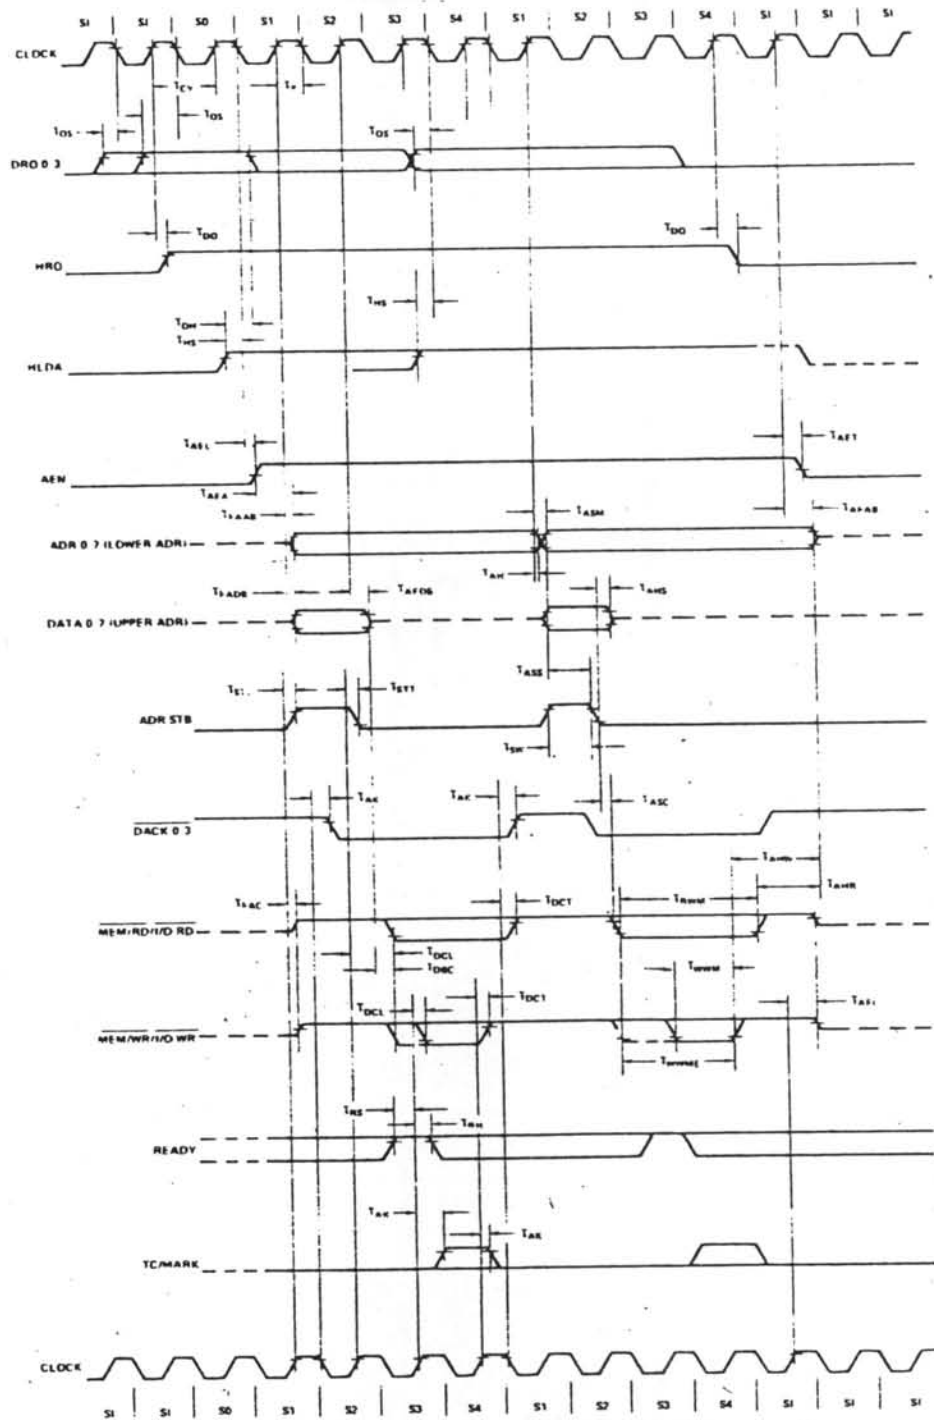 SI SI S0 S1 S2 S3 S4 S1 S2 S3 S4 SI SI SI
CLOCK
TCY
TOS TOS TOS
DRQ 0 3
TDQ TDQ
HRQ
THS
TDH
THS
HLDA
TAEL TAET
AEN
TAEA
TFAAB TASM TAFAB
ADR 0 7 (LOWER ADR)
TAH
TFADB TAFDB TAHS
DATA 0 7 (UPPER ADR)
TASS
TSTL TSTT
ADR STB
TSW
TAK TAK TASC
DACK 0 3
TAHW
TAHR
TFAC TDCT TRWM
MEM/RD/I/O RD
TDCL
TDBC TWWM
TDCL TDCT TAFC
MEM/WR/I/O WR
TWWME
TRS
TRH
READY
TAK
TAK
TC/MARK
CLOCK
SI SI S0 S1 S2 S3 S4 S1 S2 S3 S4 SI SI SI